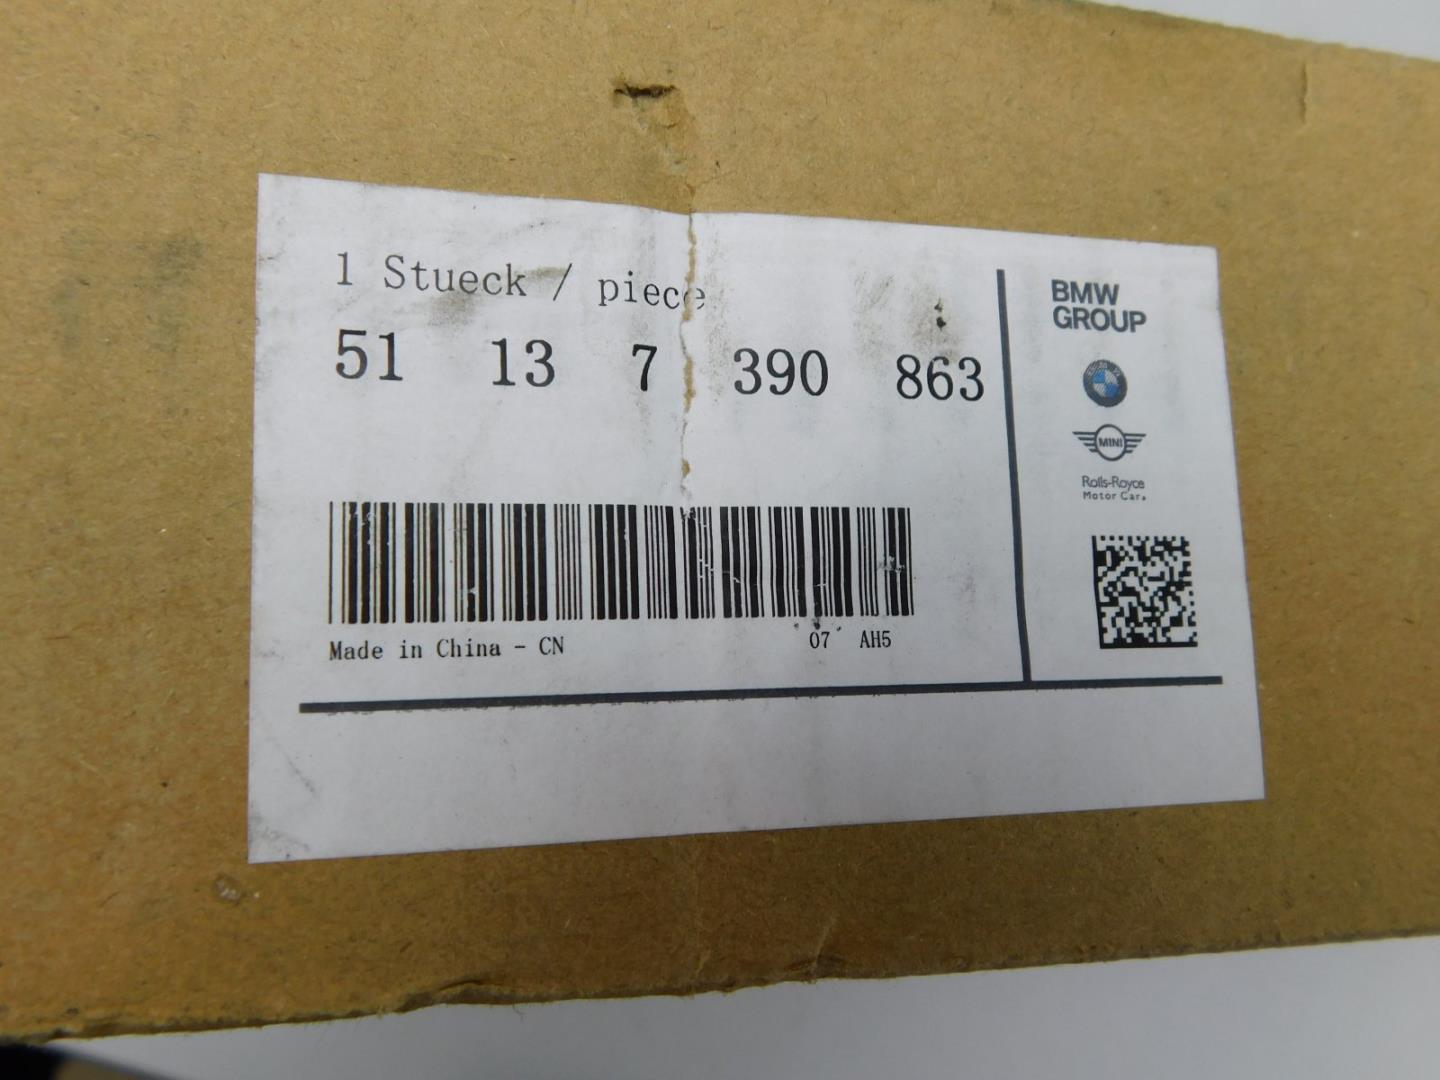 1 Stueck / piece
51 13 7 390 863
Made in China - CN 07 AH5
BMW
GROUP
MINI
Rolls-Royce
Motor Cars